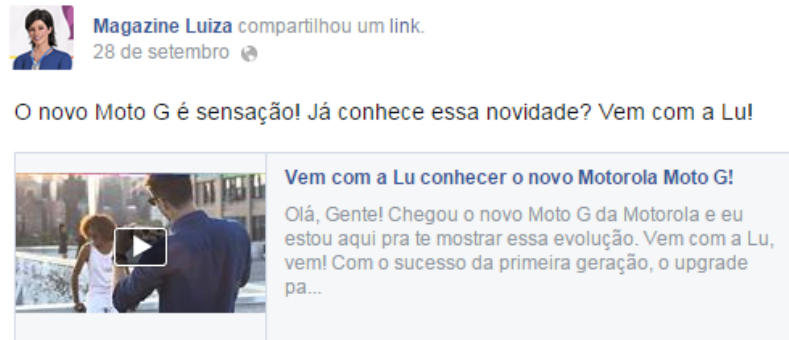 Magazine Luiza compartilhou um link.
28 de setembro
O novo Moto G é sensação! Já conhece essa novidade? Vem com a Lu!
Vem com a Lu conhecer o novo Motorola Moto G!
Olá, Gente! Chegou o novo Moto G da Motorola e eu
estou aqui pra te mostrar essa evolução. Vem com a Lu,
vem! Com o sucesso da primeira geração, o upgrade
pa...